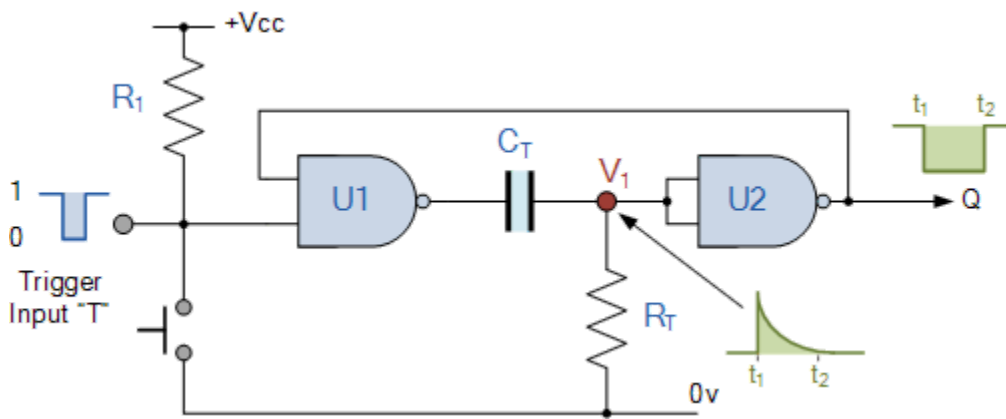 +Vcc
R1
t1 t2
CT
1
U1
V1
U2
Q
0
Trigger
Input "T"
RT
0v
t1 t2